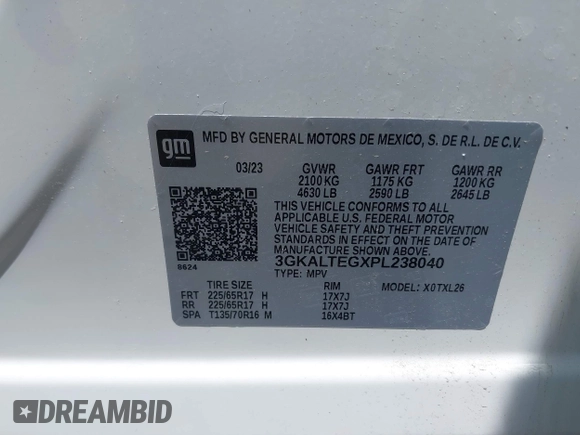 gm
MFD BY GENERAL MOTORS DE MEXICO, S. DE R.L. DE C.V.
03/23 GVWR GAWR FRT GAWR RR
2100 KG 1175 KG 1200 KG
4630 LB 2590 LB 2645 LB
THIS VEHICLE CONFORMS TO ALL
APPLICABLE U.S. FEDERAL MOTOR
VEHICLE SAFETY AND THEFT PREVENTION
STANDARDS IN EFFECT ON THE DATE OF
MANUFACTURE SHOWN ABOVE.
8624
3GKALTEGXPL238040
TYPE: MPV MODEL: X0TXL26
TIRE SIZE RIM
FRT 225/65R17 H 17X7J
RR 225/65R17 H 17X7J
SPA T135/70R16 M 16X4BT
DREAMBID